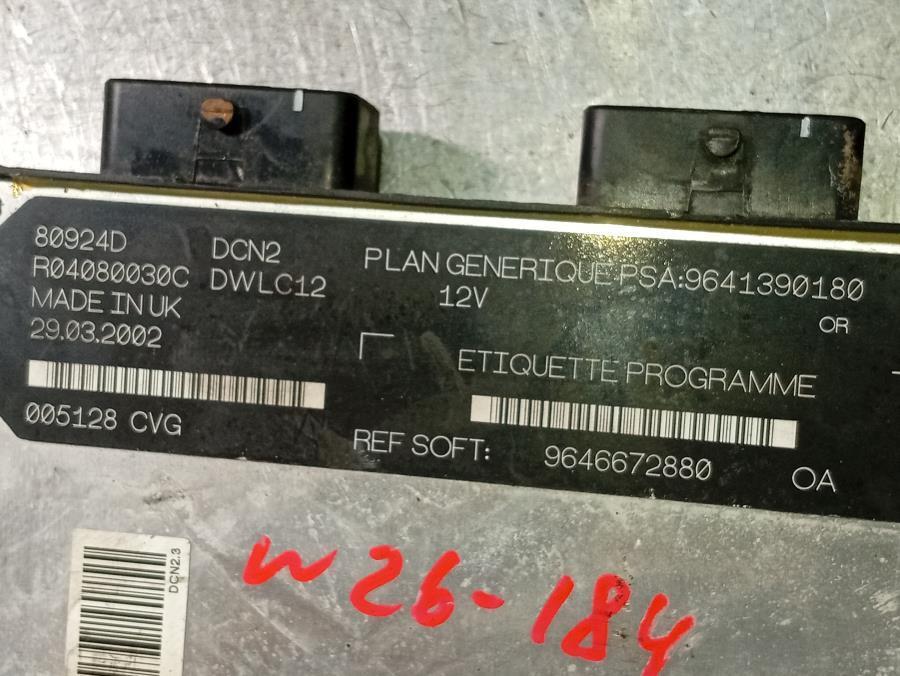 80924D
R04080030C
MADE IN UK
29.03.2002
005128 CVG
DCN2
DWLC12
PLAN GENERIQUE PSA:9641390180
12V
OR
ETIQUETTE PROGRAMME
REF SOFT: 9646672880 OA
DCN2.3
W26-184